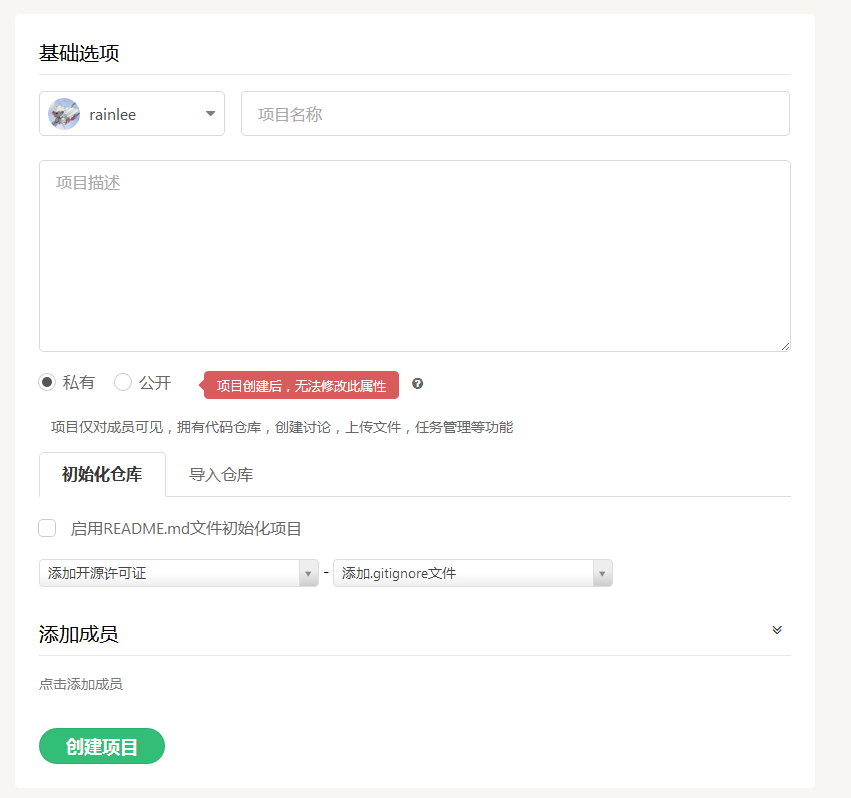 基础选项
rainlee 项目名称
项目描述
私有 公开 项目创建后，无法修改此属性
项目仅对成员可见，拥有代码仓库，创建讨论，上传文件，任务管理等功能
初始化仓库 导入仓库
启用README.md文件初始化项目
添加开源许可证 - 添加.gitignore文件
添加成员
点击添加成员
创建项目